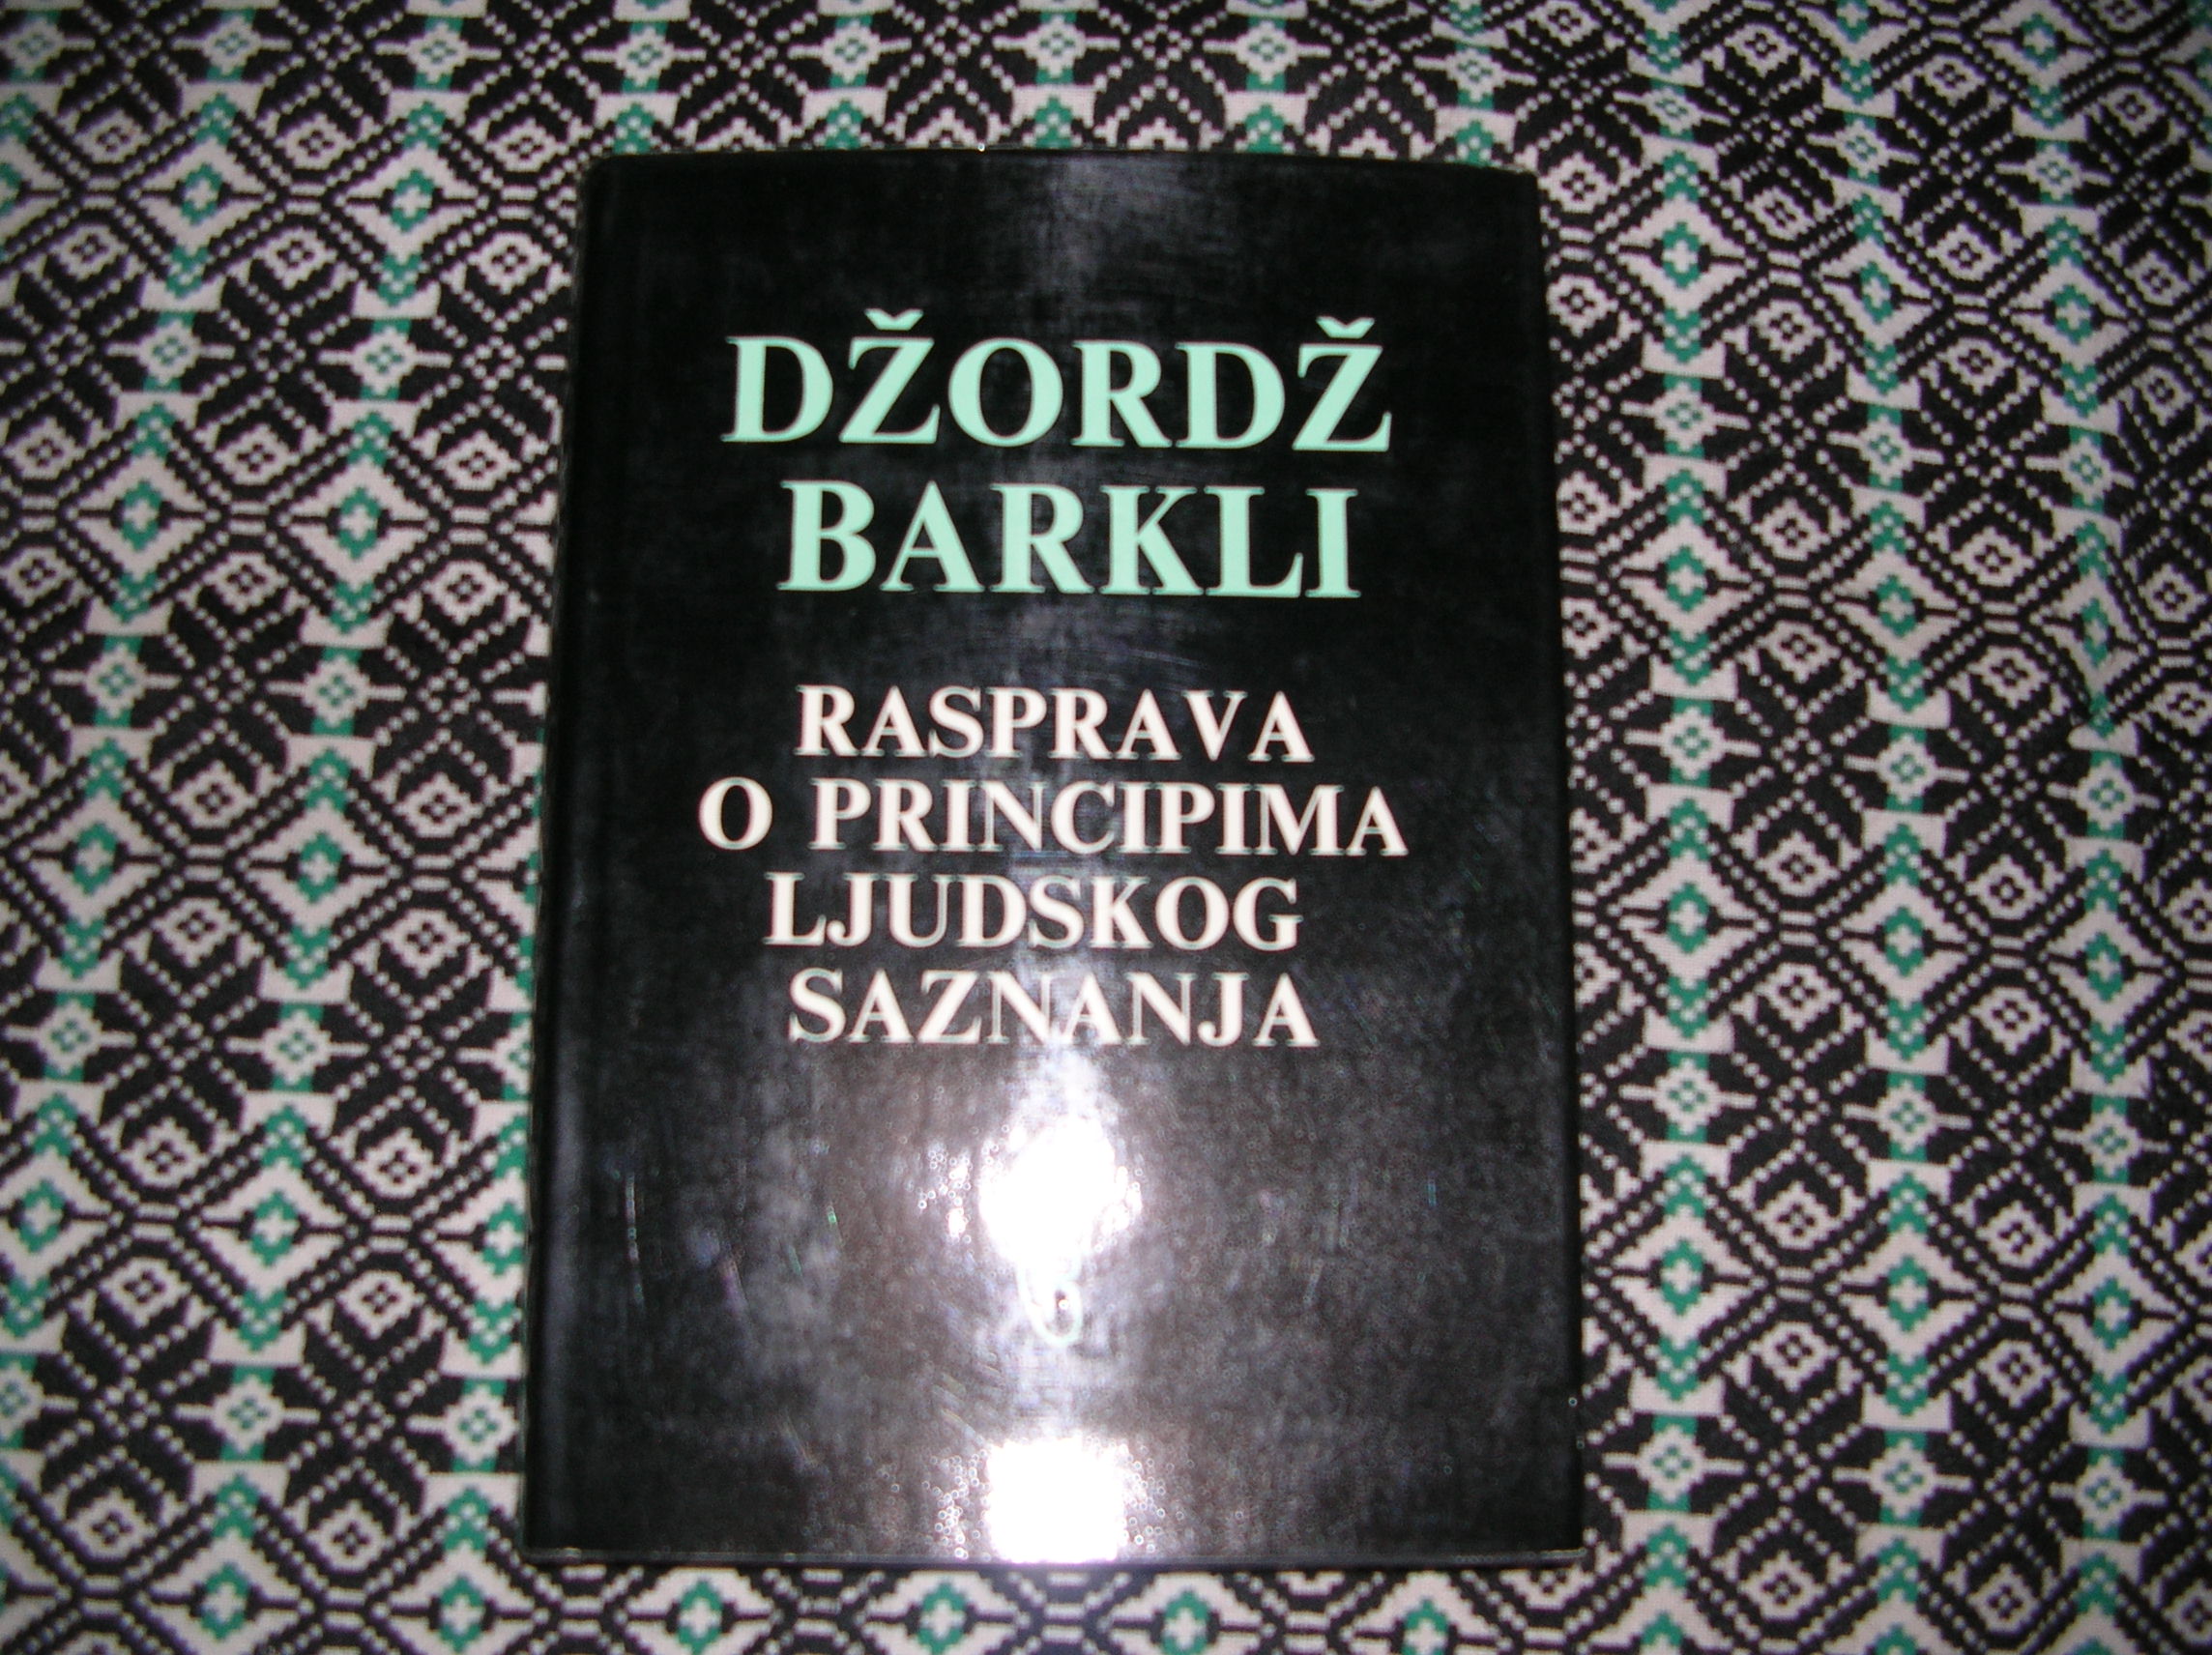 DŽORDŽ
BARKLI
RASPRAVA
O PRINCIPIMA
LJUDSKOG
SAZNANJA